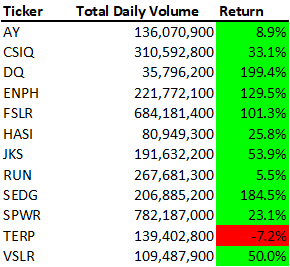 Ticker Total Daily Volume Return
AY 136,070,900 8.9%
CSIQ 310,592,800 33.1%
DQ 35,796,200 199.4%
ENPH 221,772,100 129.5%
FSLR 684,181,400 101.3%
HASI 80,949,300 25.8%
JKS 191,632,200 53.9%
RUN 267,681,300 5.5%
SEDG 206,885,200 184.5%
SPWR 782,187,000 23.1%
TERP 139,402,800 -7.2%
VSLR 109,487,900 50.0%